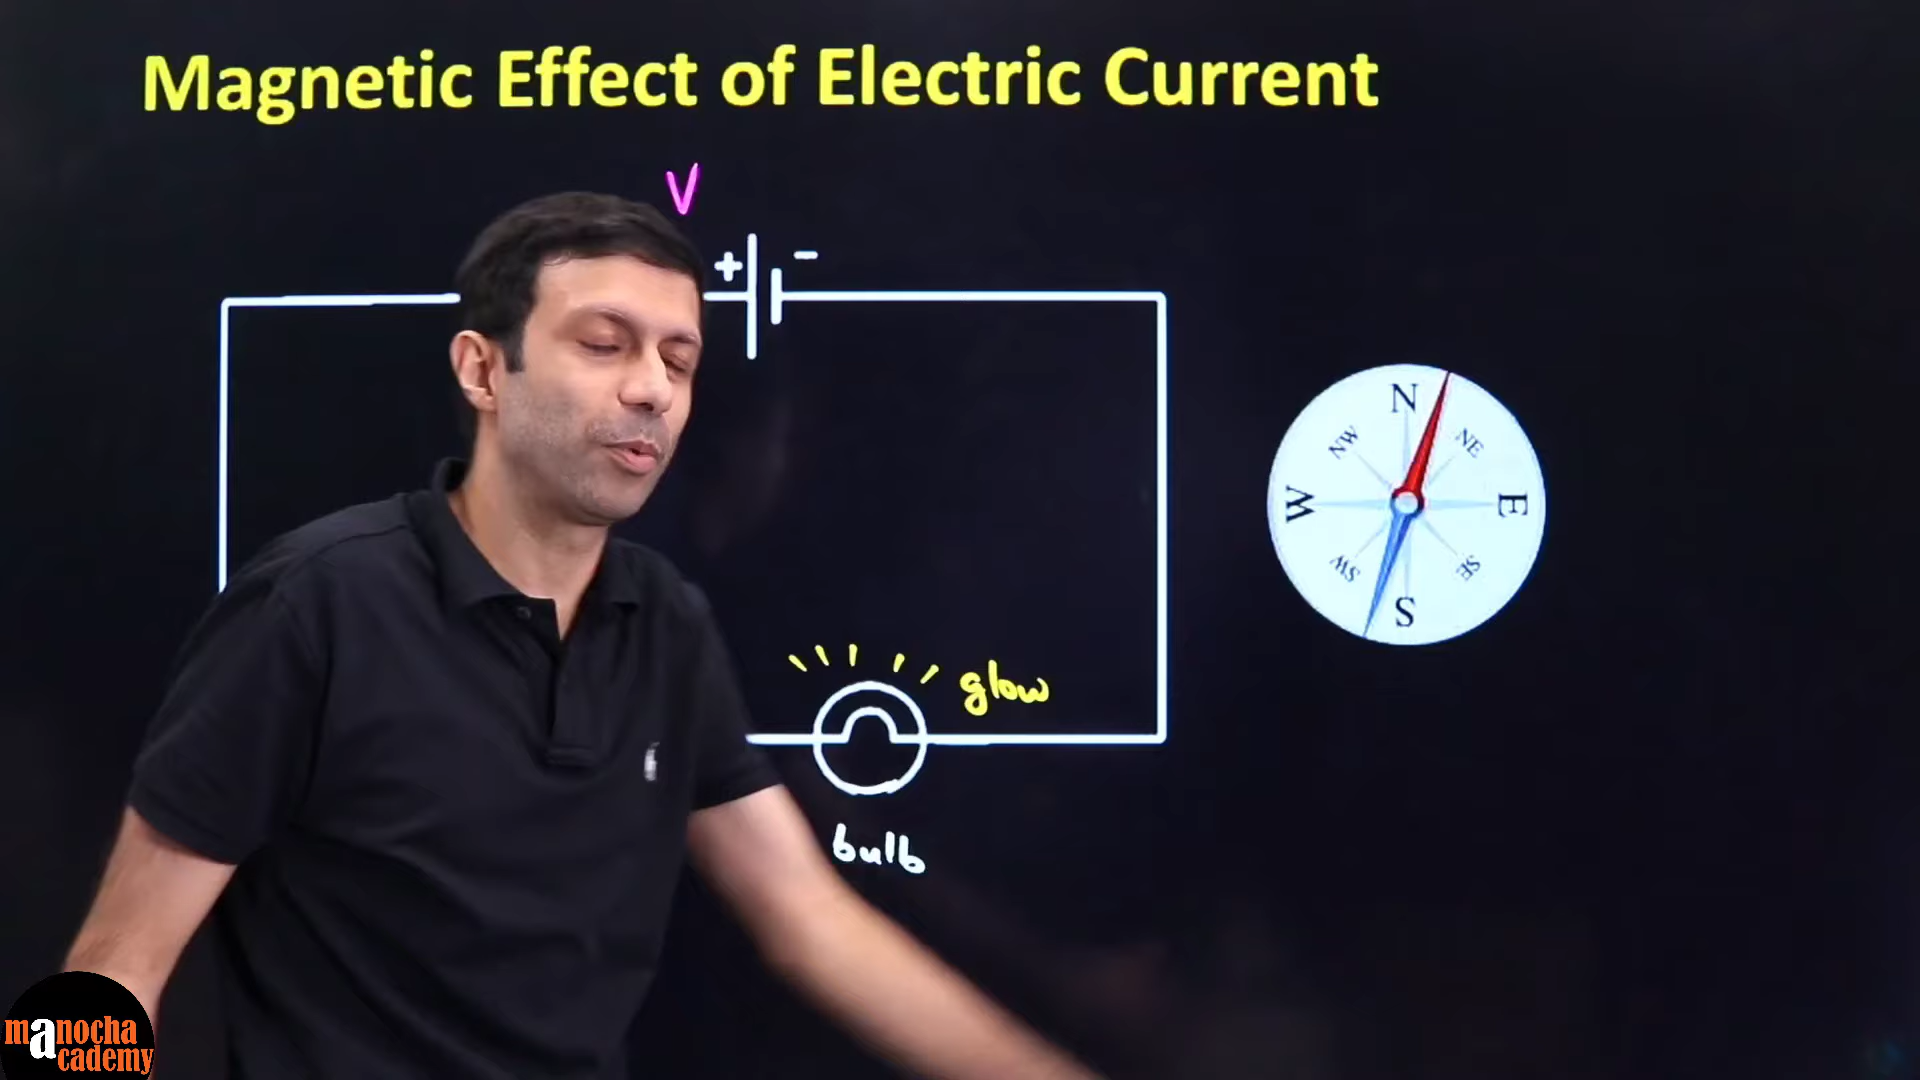 Magnetic Effect of Electric Current
V
+ -
N
NW NE
W E
SW SE
S
glow
bulb
manocha
academy